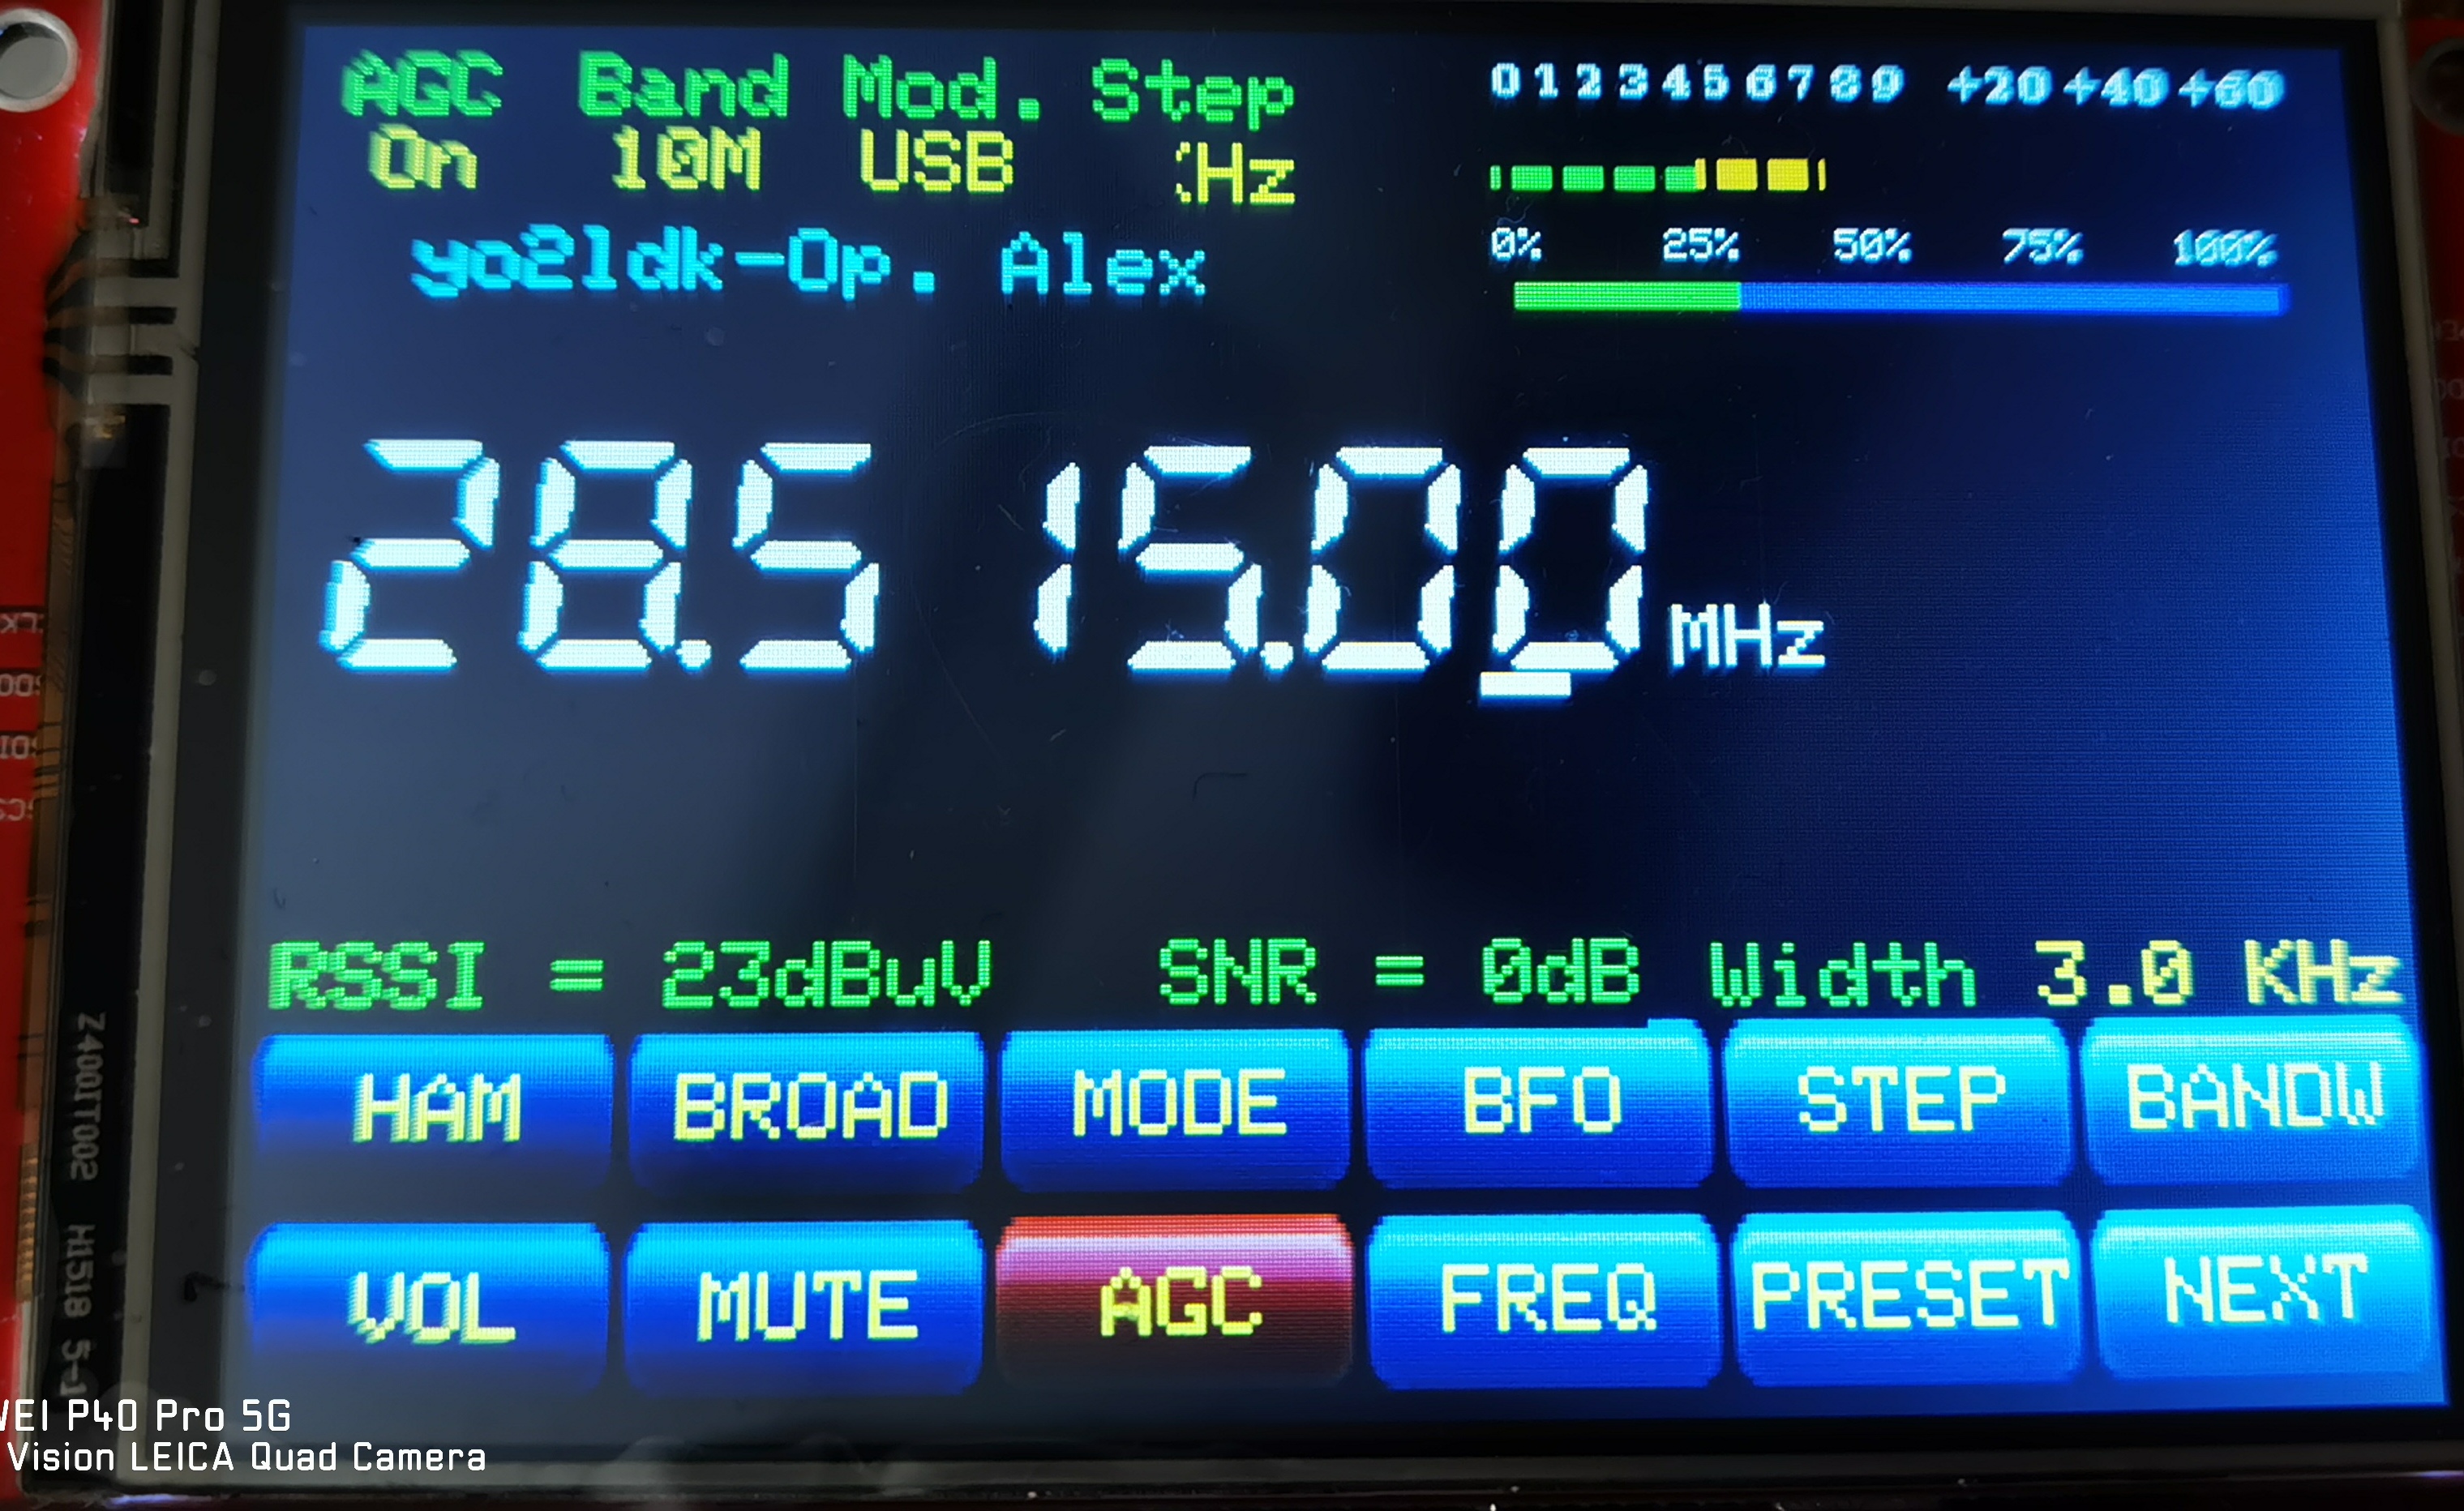 AGC Band Mod. Step
On 10M USB Hz
yo2ldk-Op. Alex
0 1 2 3 4 5 6 7 8 9 +20 +40 +60
0% 25% 50% 75% 100%
28.515.00 MHz
RSSI = 23dBuV SNR = 0dB Width 3.0 KHz
HAM BROAD MODE BFO STEP BANDW
VOL MUTE AGC FREQ PRESET NEXT
Z400IT002 H1518 5-1
WEI P40 Pro 5G
Vision LEICA Quad Camera